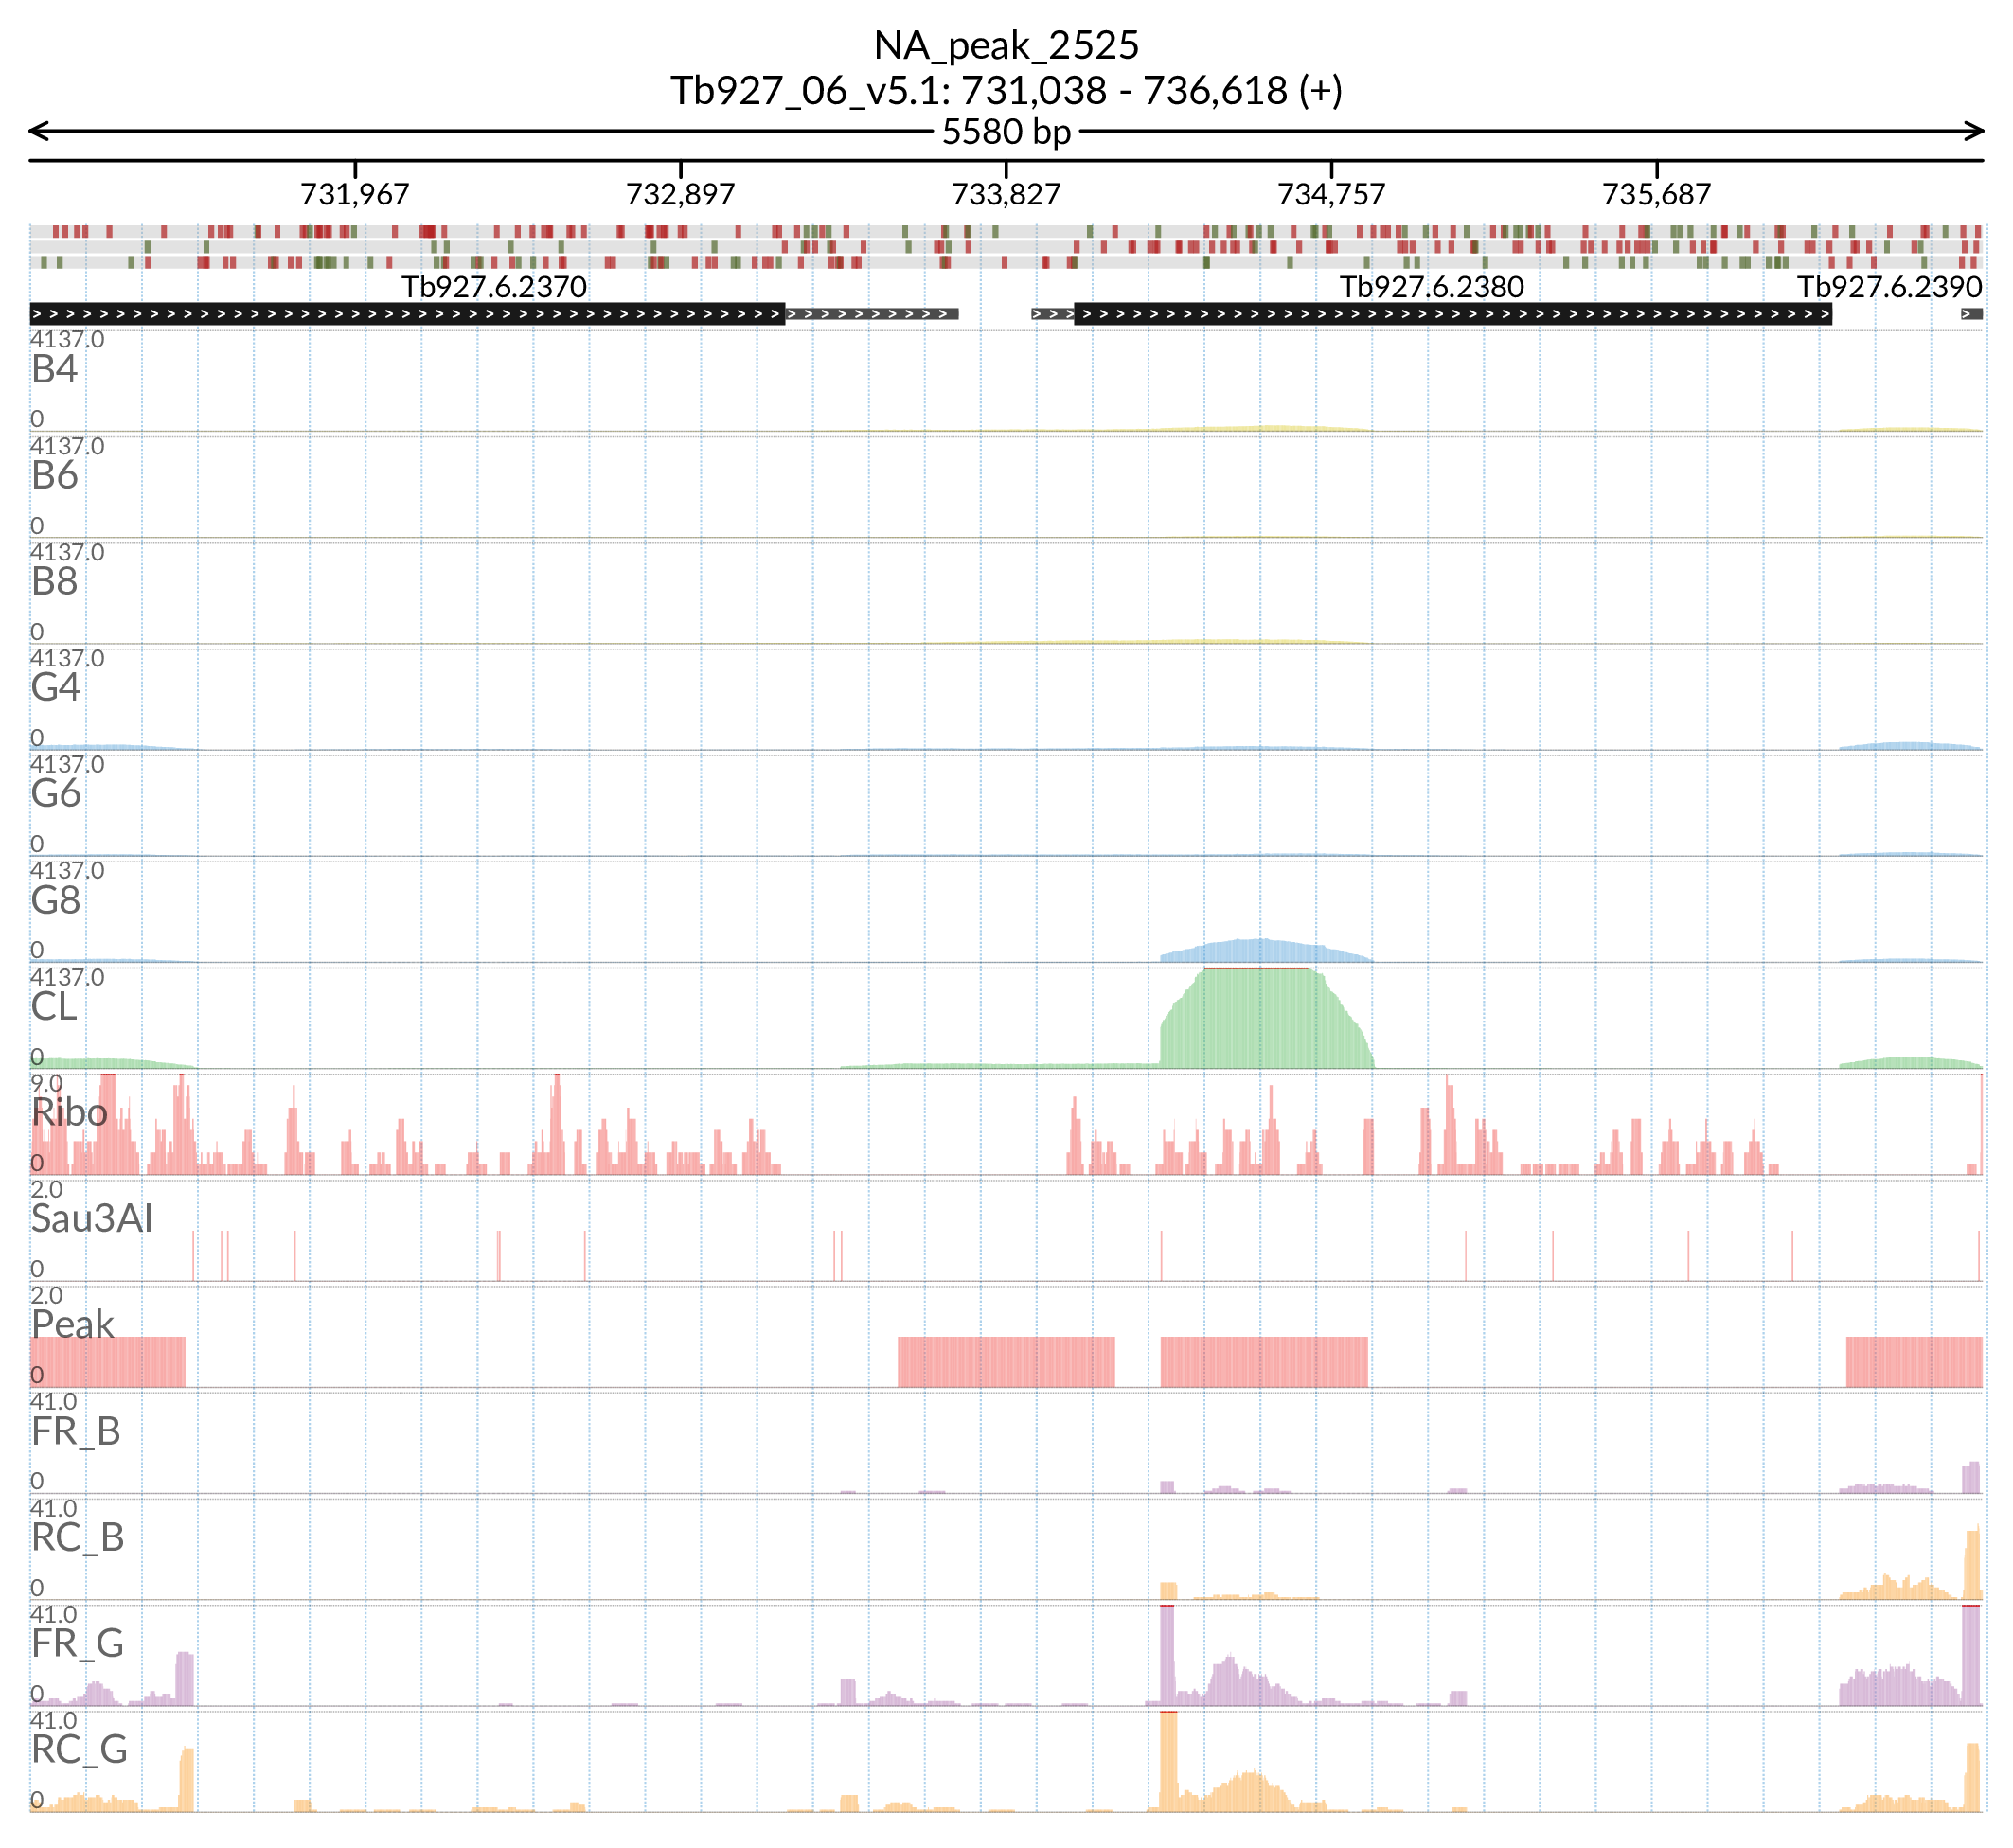 NA_peak_2525
Tb927_06_v5.1: 731,038 - 736,618 (+)
5580 bp
731,967 732,897 733,827 734,757 735,687
Tb927.6.2370 Tb927.6.2380 Tb927.6.2390
4137.0
B4
0
4137.0
B6
0
4137.0
B8
0
4137.0
G4
0
4137.0
G6
0
4137.0
G8
0
4137.0
CL
0
9.0
Ribo
0
2.0
Sau3AI
0
2.0
Peak
0
41.0
FR_B
0
41.0
RC_B
0
41.0
FR_G
0
41.0
RC_G
0